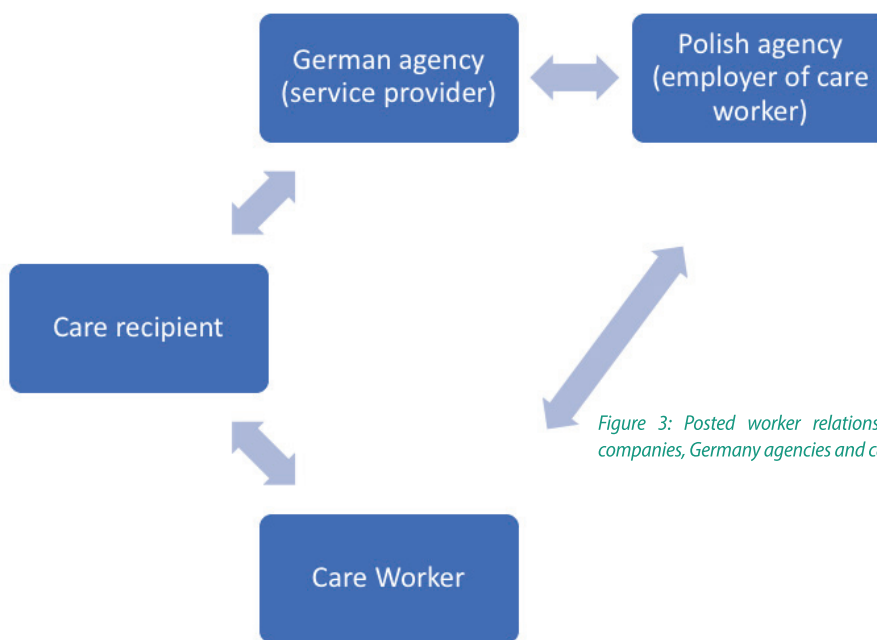 German agency
(service provider)
Polish agency
(employer of care
worker)
Care recipient
Figure 3: Posted worker
companies, Germany agencies and
Care Worker